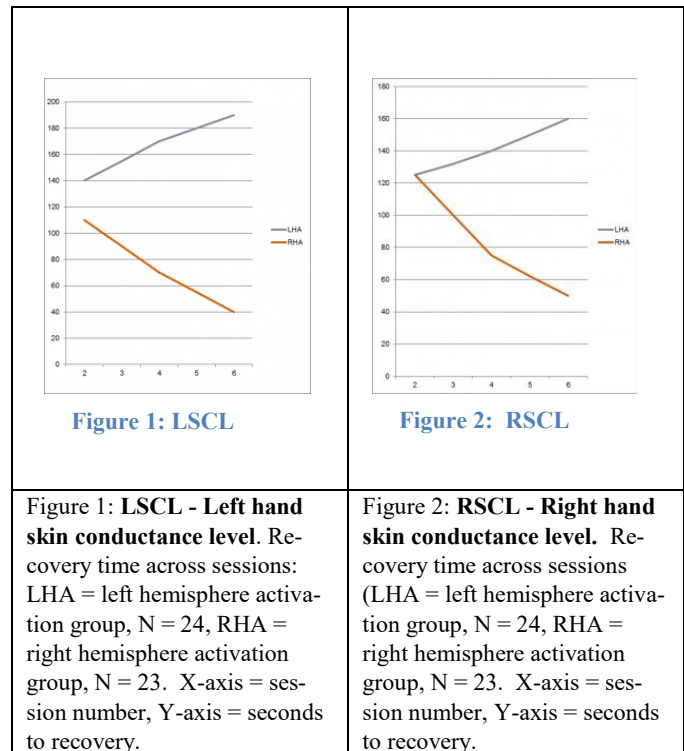 200
180
160
140
120
100
80
60
40
20
0
2 3 4 5 6
LHA
RHA
Figure 1: LSCL
180
160
140
120
100
80
60
40
20
0
2 3 4 5 6
LHA
RHA
Figure 2: RSCL
Figure 1: LSCL - Left hand
skin conductance level. Re-
covery time across sessions:
LHA = left hemisphere activa-
tion group, N = 24, RHA =
right hemisphere activation
group, N = 23. X-axis = ses-
sion number, Y-axis = seconds
to recovery.
Figure 2: RSCL - Right hand
skin conductance level. Re-
covery time across sessions
(LHA = left hemisphere activa-
tion group, N = 24, RHA =
right hemisphere activation
group, N = 23. X-axis = ses-
sion number, Y-axis = seconds
to recovery.